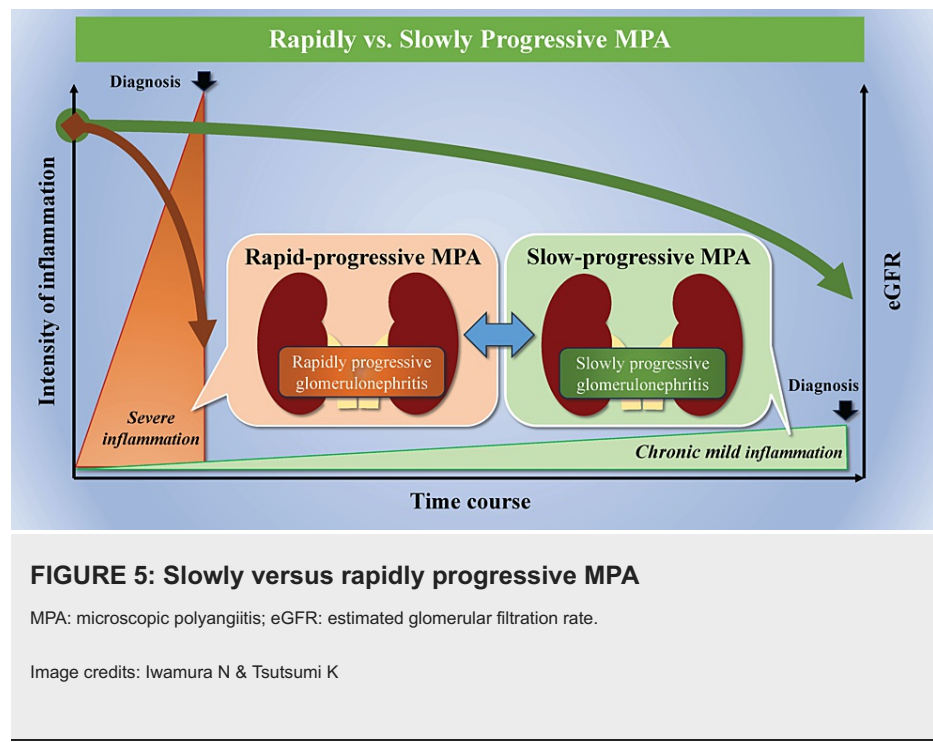 Rapidly vs. Slowly Progressive MPA
Diagnosis
Intensity of inflammation
eGFR
Rapid-progressive MPA
Rapidly progressive
glomerulonephritis
Slow-progressive MPA
Slowly progressive
glomerulonephritis
Diagnosis
Severe
inflammation
Chronic mild inflammation
Time course
FIGURE 5: Slowly versus rapidly progressive MPA
MPA: microscopic polyangiitis; eGFR: estimated glomerular filtration rate.
Image credits: Iwamura N & Tsutsumi K